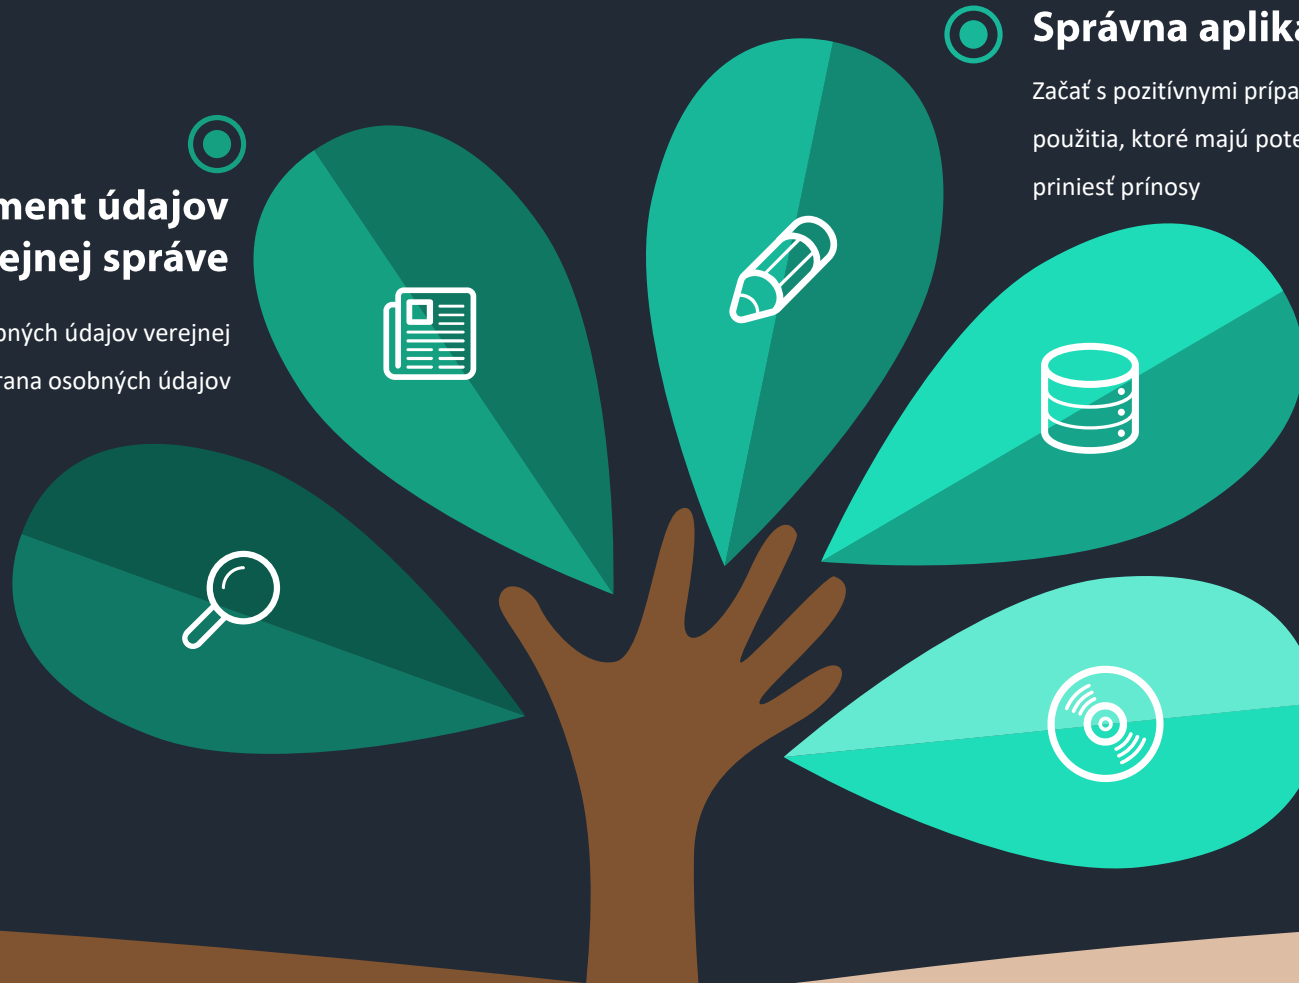 ment údajov
ejnej správe
ných údajov verejnej
rana osobných údajov
Správna aplika
Začať s pozitívnymi prípa
použitia, ktoré majú pote
priniesť prínosy